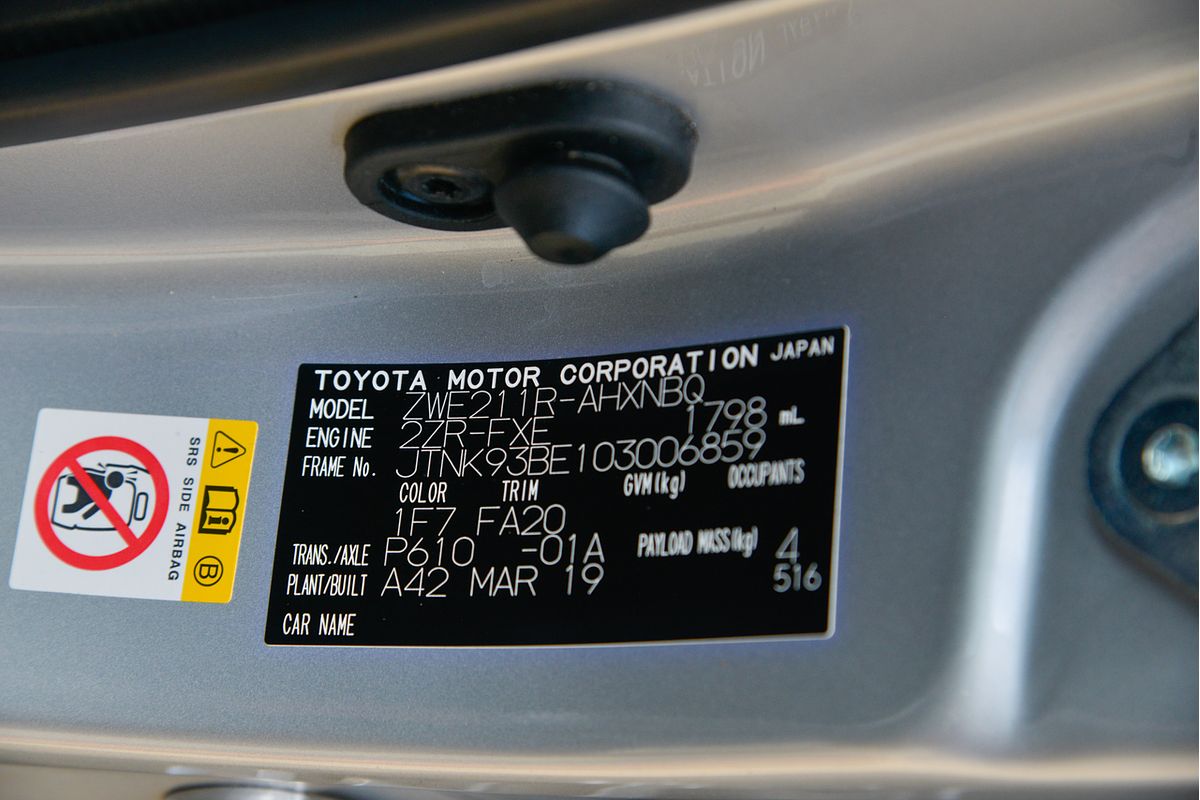 TOYOTA MOTOR CORPORATION JAPAN
MODEL ZWE211R-AHXNBQ
ENGINE 2ZR-FXE 1798 mL
FRAME No. JTNK93BE103006859
COLOR TRIM GVM(kg) OCCUPANTS
1F7 FA20
TRANS./AXLE P610 -01A PAYLOAD MASS(kg) 4
PLANT/BUILT A42 MAR 19 516
CAR NAME
SRS SIDE AIRBAG
B